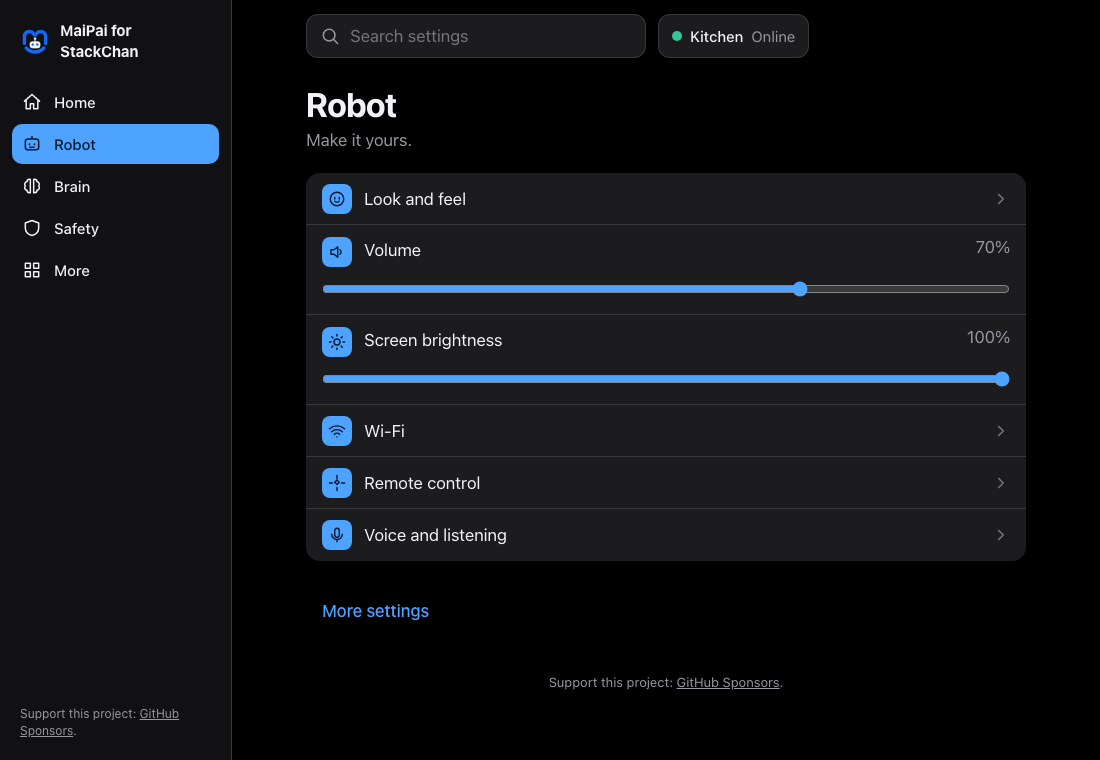 MaiPai for
StackChan
Home
Robot
Brain
Safety
More
Support this project: GitHub
Sponsors.
Search settings
Kitchen Online
Robot
Make it yours.
Look and feel
Volume 70%
Screen brightness 100%
Wi-Fi
Remote control
Voice and listening
More settings
Support this project: GitHub Sponsors.